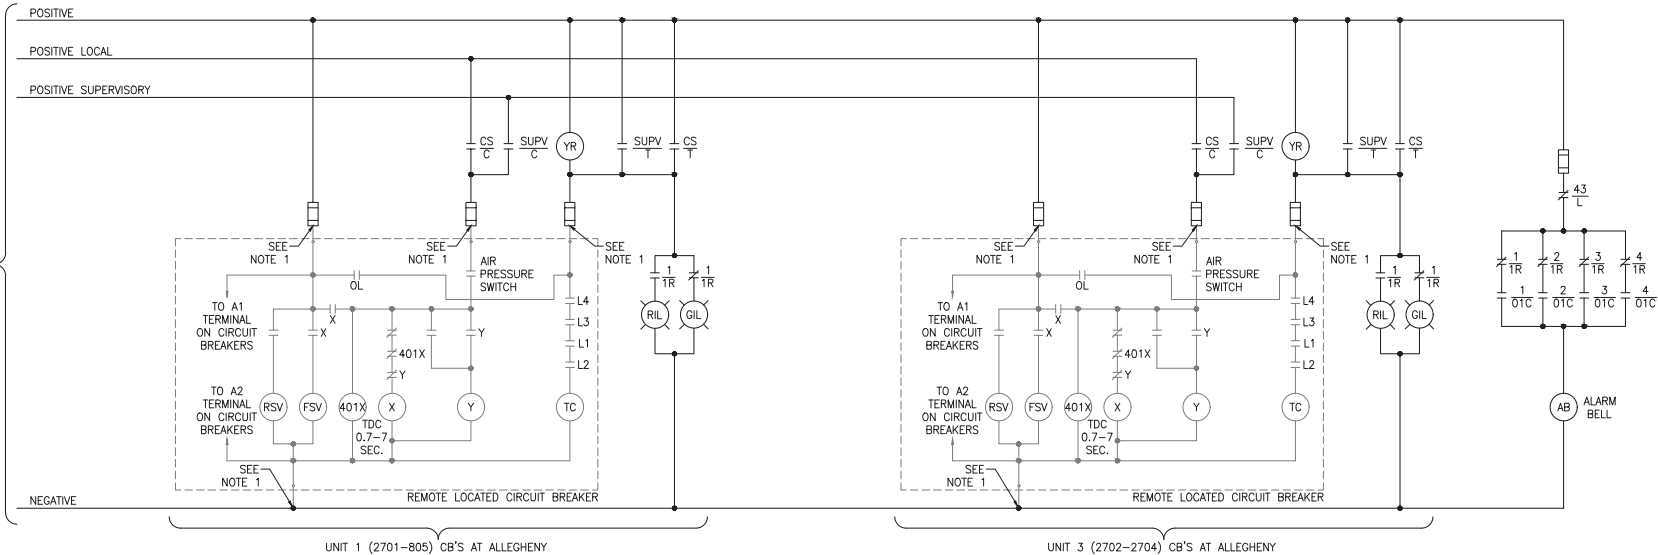 POSITIVE
POSITIVE LOCAL
POSITIVE SUPERVISORY
CS
C
SUPV
C
YR
SUPV
T
CS
T
SEE
NOTE 1
SEE
NOTE 1
SEE
NOTE 1
AIR
PRESSURE
SWITCH
OL
TO A1
TERMINAL
ON CIRCUIT
BREAKERS
X
X
401X
Y
Y
L4
L3
L1
L2
TO A2
TERMINAL
ON CIRCUIT
BREAKERS
RSV
FSV
401X
X
Y
TC
TDC
0.7-7
SEC.
SEE
NOTE 1
REMOTE LOCATED CIRCUIT BREAKER
1
1R
1
1R
RIL
GIL
UNIT 1 (2701-805) CB'S AT ALLEGHENY
CS
C
SUPV
C
YR
SUPV
T
CS
T
SEE
NOTE 1
SEE
NOTE 1
SEE
NOTE 1
AIR
PRESSURE
SWITCH
OL
TO A1
TERMINAL
ON CIRCUIT
BREAKERS
X
X
401X
Y
Y
L4
L3
L1
L2
TO A2
TERMINAL
ON CIRCUIT
BREAKERS
RSV
FSV
401X
X
Y
TC
TDC
0.7-7
SEC.
SEE
NOTE 1
REMOTE LOCATED CIRCUIT BREAKER
1
1R
1
1R
RIL
GIL
UNIT 3 (2702-2704) CB'S AT ALLEGHENY
43
L
1
1R
2
1R
3
1R
4
1R
1
01C
2
01C
3
01C
4
01C
AB
ALARM
BELL
NEGATIVE